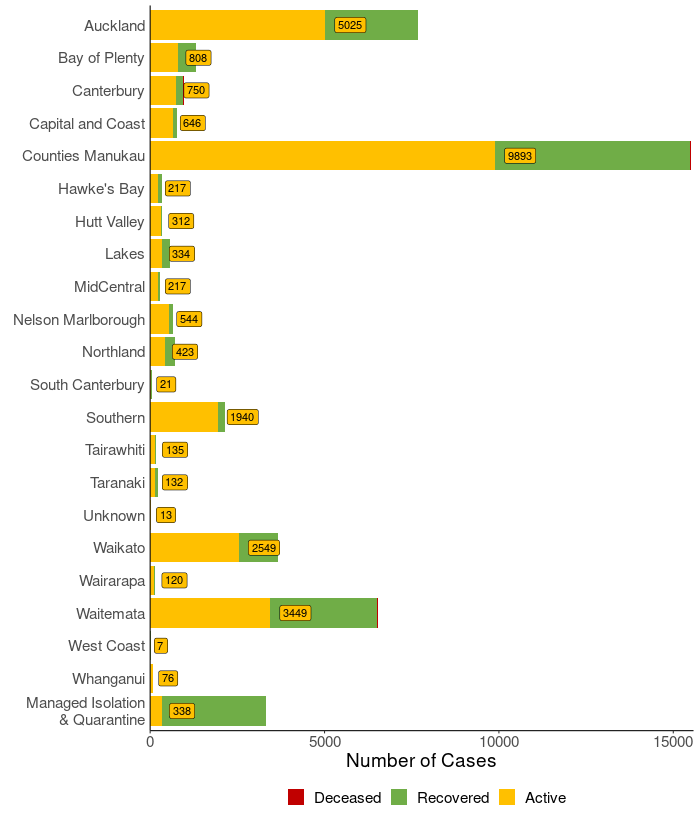 Auckland 5025
Bay of Plenty 808
Canterbury 750
Capital and Coast 646
Counties Manukau 9893
Hawke's Bay 217
Hutt Valley 312
Lakes 334
MidCentral 217
Nelson Marlborough 544
Northland 423
South Canterbury 21
Southern 1940
Tairawhiti 135
Taranaki 132
Unknown 13
Waikato 2549
Wairarapa 120
Waitemata 3449
West Coast 7
Whanganui 76
Managed Isolation
& Quarantine 338
0 5000 10000 15000
Number of Cases
Deceased Recovered Active